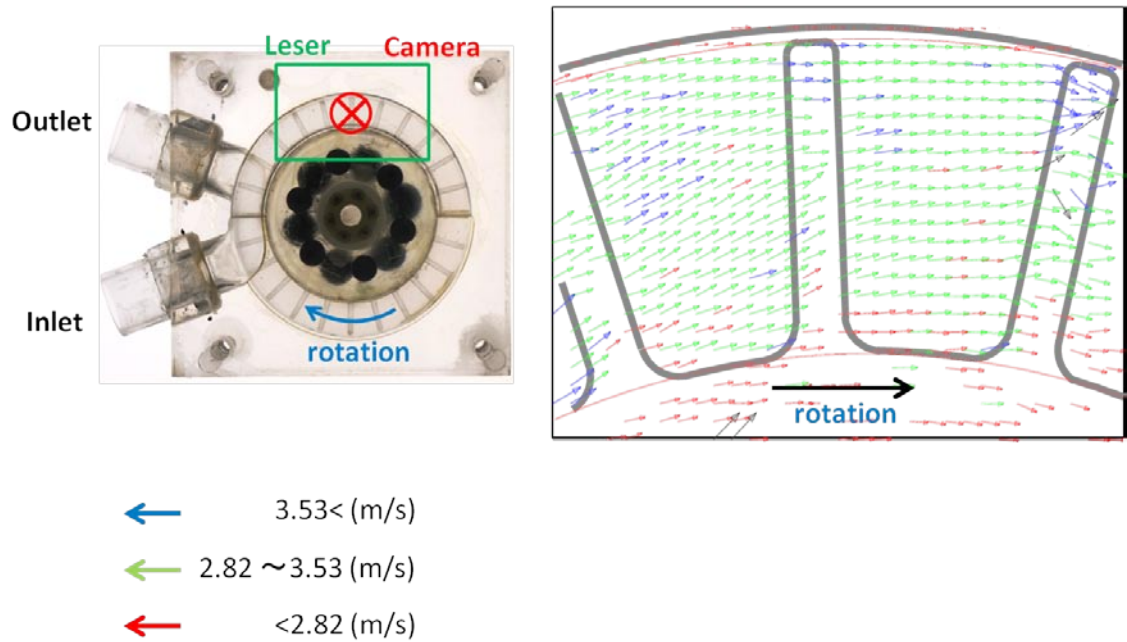 Leser
Camera
Outlet
Inlet
rotation
rotation
3.53< (m/s)
2.82 ～3.53 (m/s)
<2.82 (m/s)